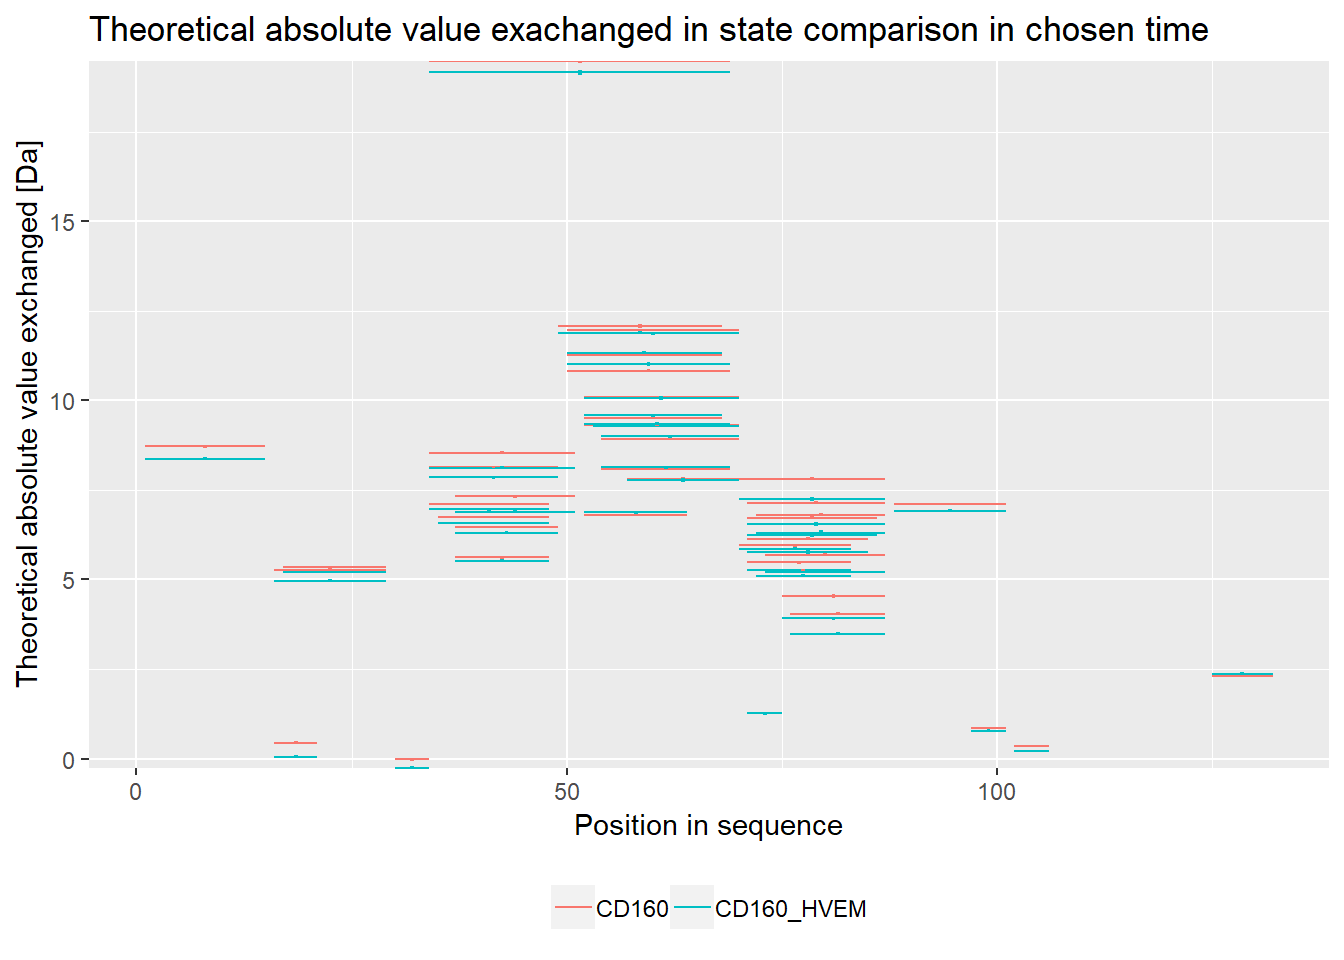 Theoretical absolute value exachanged in state comparison in chosen time
Theoretical absolute value exchanged [Da]
15
10
5
0
0 50 100
Position in sequence
CD160 CD160_HVEM